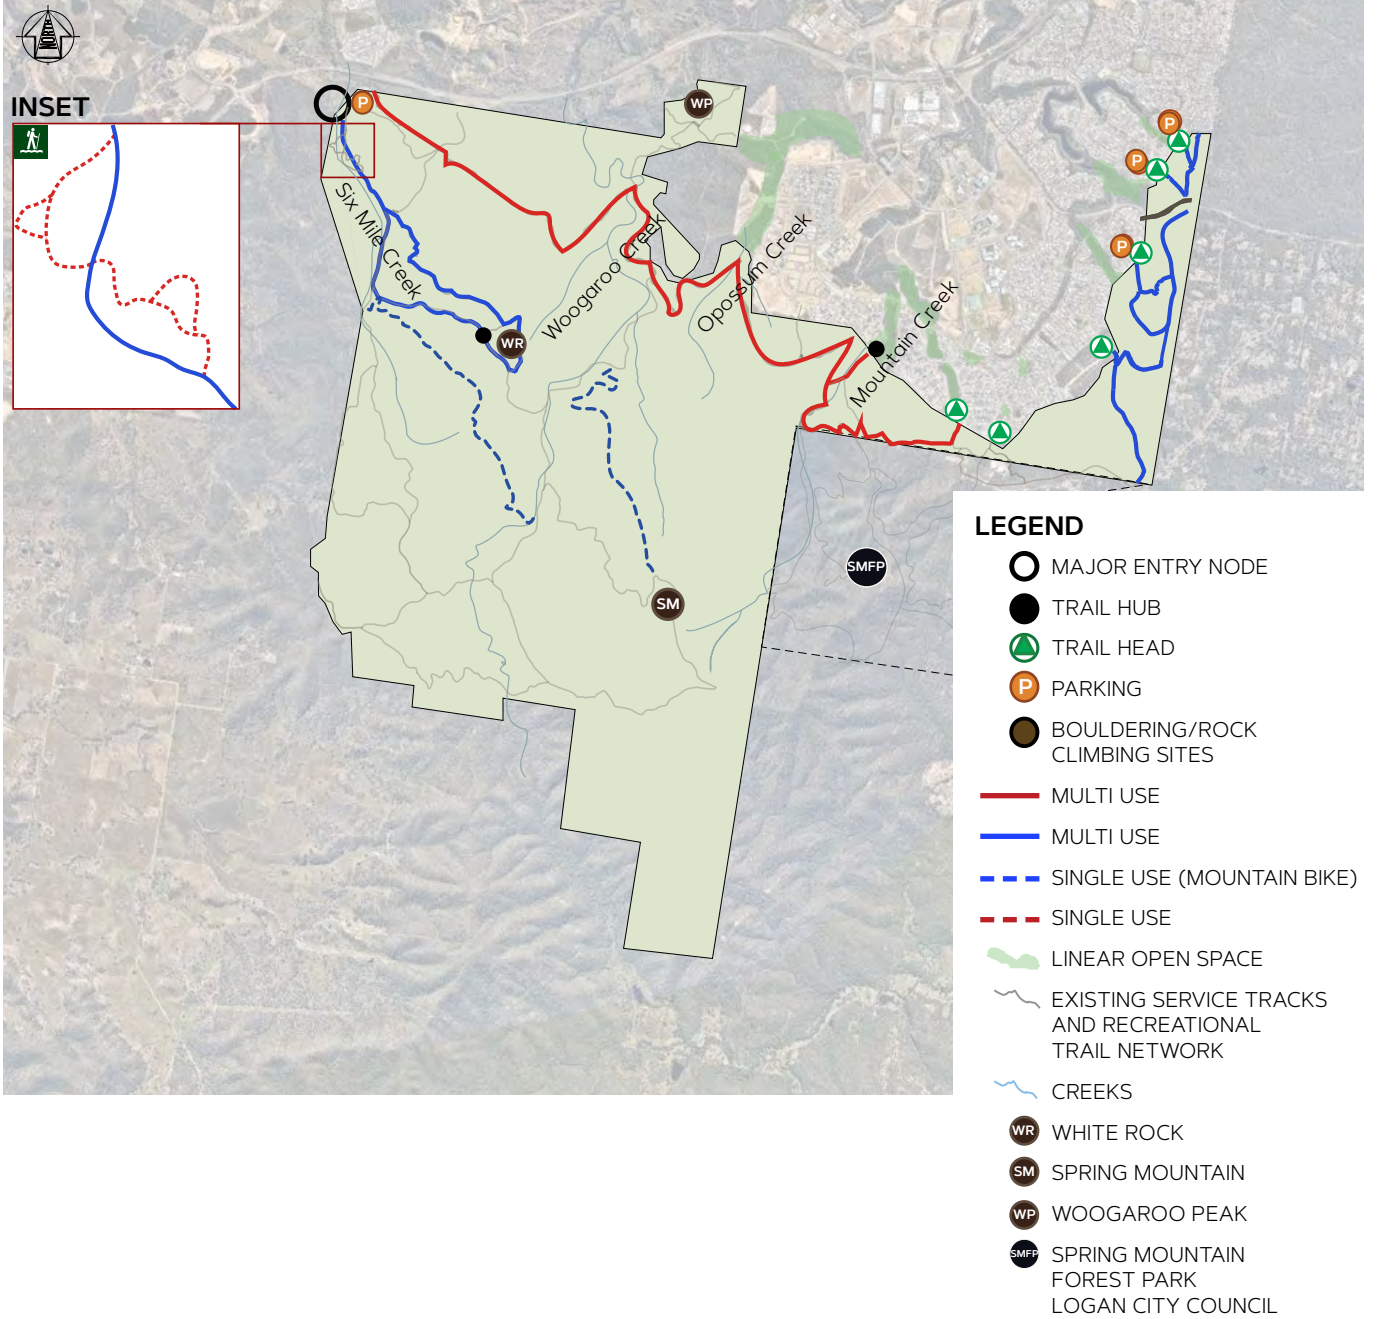 INSET
P
WP
P
P
Six Mile Creek
Woogaroo Creek
Opossum Creek
P
Mountain Creek
WR
SMFP
SM
LEGEND
MAJOR ENTRY NODE
TRAIL HUB
TRAIL HEAD
P PARKING
BOULDERING/ROCK
CLIMBING SITES
MULTI USE
MULTI USE
SINGLE USE (MOUNTAIN BIKE)
SINGLE USE
LINEAR OPEN SPACE
EXISTING SERVICE TRACKS
AND RECREATIONAL
TRAIL NETWORK
CREEKS
WR WHITE ROCK
SM SPRING MOUNTAIN
WP WOOGAROO PEAK
SMFP SPRING MOUNTAIN
FOREST PARK
LOGAN CITY COUNCIL